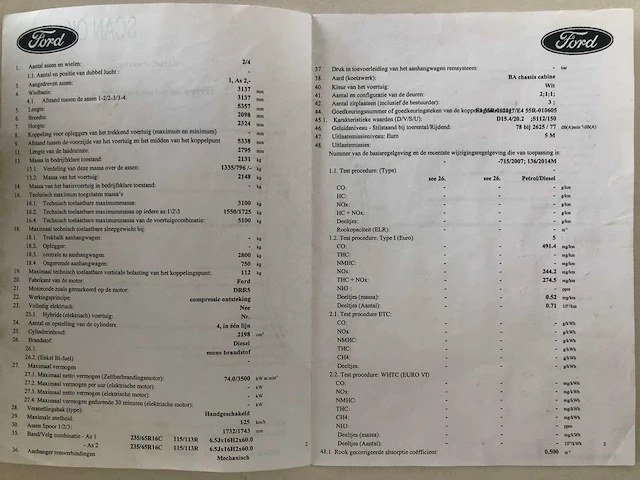 Ford
1. Aantal assen en wielen: 2/4
1.1. Aantal en positie van dubbel lucht : -
3. Aangedreven assen: 1, As 2,-
4. Wielbasis: 3137 mm
4.1. Afstand tussen de assen 1-2/2-3/3-4: 3137 mm
5. Lengte: 5357 mm
6. Breedte: 2098 mm
7. Hoogte: 2324 mm
8. Koppeling voor opleggers van het trekkend voertuig (maximum en minimum) - mm
9. Afstand tussen de voorzijde van het voertuig en het midden van het koppelpunt 5338 mm
11. Lengte van de laadruimte: 2795 mm
13. Massa in bedrijfklare toestand: 2131 kg
13.1. Verdeling van deze massa over de assen: 1335/796 /- kg
13.2. Massa van het voertuig: 2148 kg
14. Massa van het basisvoertuig in bedrijfklare toestand: - kg
16. Technisch maximum toegelaten massa's
16.1. Technisch toelaatbare maximummassa: 3100 kg
16.2. Technisch toelaatbare maximummassa op iedere as 1\2\3 1550/1725 kg
16.4. Technisch toelaatbare maximummassa van de voertuigcombinatie: 5100 kg
18. Maximaal technisch toelaatbare sleepgewicht bij
18.1. Trekbalk aanhangwagen: - kg
18.2. Oplegger: - kg
18.3. centrale as aanhangwagen: 2800 kg
18.4. Ongeremde aanhangwagen: 750 kg
19. Maximaal technisch toelaatbare verticale belasting van het koppelingspunt: 112 kg
20. Fabrikant van de motor: Ford
21. Motorcode zoals gemarkeerd op de motor: DRR5
22. Werkingsprincipe: compressie ontsteking
23. Volledig elektrisch: Nee
23.1. Hybride (elektrisch) voertuig: Nr.
24. Aantal en opstelling van de cylinders: 4, in één lijn
25. Cylinderinhoud: 2198 cm³
26. Brandstof: Diesel
26.1. mono brandstof
26.2. (Enkel Bi-fuel) -
27. Maximaal vermogen
27.1. Maximaal netto vermogen (Zelfontbrandingsmotor): 74.0/3500 kW at min¹
27.2. Maximaal vermogen per uur (elektrische motor): - kW
27.3. Maximaal netto vermogen (elektrische motor): - kW
27.4. Maximaal vermogen gedurende 30 minuten (elektrische motor): - kW
28. Versnellingsbak (type): Handgeschakeld
29. Maximale snelheid: 125 km/h
30. Assen Spoor 1/2/3: 1732/1743 mm
35. Band/Velg combinatie - As 1 235/65R16C 115/113R 6.5Jx16H2x60.0
- As 2 235/65R16C 115/113R 6.5Jx16H2x60.0
36. Aanhanger remverbindingen Mechanisch
2
Ford
37. Druk in toevoerleiding van het aanhangwagen remsysteem: - bar
38. Aard (koetswerk): BA chassis cabine
40. Kleur van het voertuig: Wit
41. Aantal en configuratie van de deuren: 2;1;1;
42. Aantal zitplaatsen (inclusief de bestuurder): 3 ;
44. Goedkeuringsnummer of goedkeuringsteken van de E4 55R-010605
45.1. Karakteristieke waarden (D/V/S/U): D15.4/20.2 ;S112/150
46. Geluidsniveau - Stilstaand bij toerental/Rijdend: 78 bij 2625 / 77 dB(A)min ¹/dB(A)
47. Uitlaatemissieniveau: Euro 5 M
48. Uitlaatemissies:
Nummer van de basisregelgeving en de recentste wijzigingsregelgeving die van toepassing is:
-715/2007; 136/2014M
1.1. Test procedure: (Type) - - -
see 26. see 26. Petrol/Diesel
CO: - - - g/km
HC: - - - g/km
NOx: - - - g/km
HC + NOx: - - - g/km
Deeltjes: - - - g/km
Rookopaciteit (ELR): - - - m¹
1.2. Test procedure: Type I (Euro) 5
CO: - - 491.4 mg/km
THC: - - - mg/km
NMHC: - - - mg/km
NOx: - - 244.2 mg/km
THC + NOx: - - 274.5 mg/km
NH3 : - - - ppm
Deeltjes (massa): - - 0.52 mg/km
Deeltjes (Aantal): - - 0.71
2.1. Test procedure ETC:
CO: - - - g/kWh
NOx: - - - g/kWh
NMHC: - - - g/kWh
THC: - - - g/kWh
CH4: - - - g/kWh
Deeltjes: - - - g/kWh
2.2. Test procedure: WHTC (EURO VI)
CO: - - - mg/kWh
NOx: - - - mg/kWh
NMHC: - - - mg/kWh
THC: - - - mg/kWh
CH4: - - - mg/kWh
NH3: - - - ppm
Deeltjes (massa): - - - mg/kWh
Deeltjes (Aantal): - - -
48.1 Rook gecorrigeerde absorptie coëfficient: 0.500 m¹
3